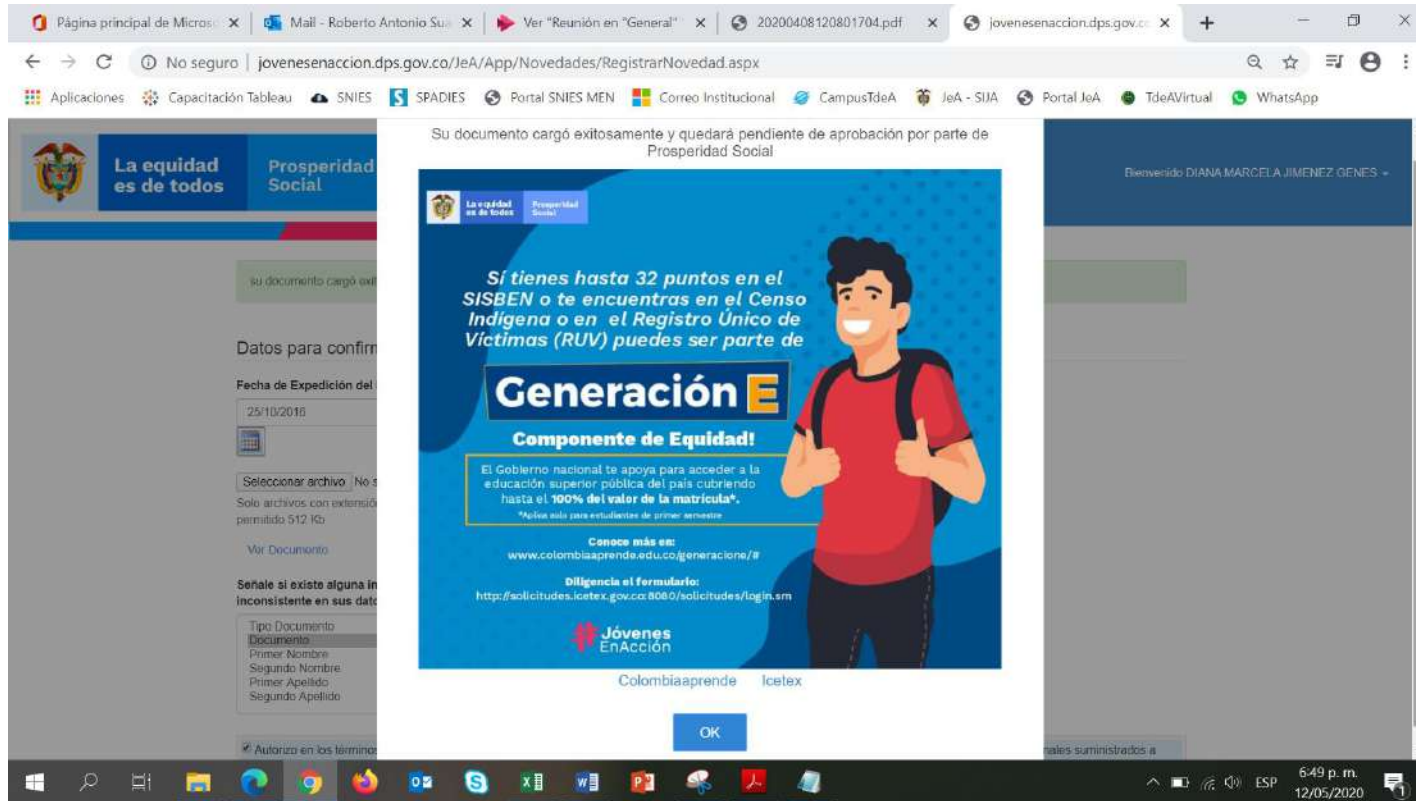 Página principal de Micros
Mail - Roberto Antonio Sua
Ver "Reunión en "General"
20200408120801704.pdf
jovenesenaccion.dps.gov.c
No seguro | jovenesenaccion.dps.gov.co/JeA/App/Novedades/RegistrarNovedad.aspx
Aplicaciones
Capacitación Tableau
SNIES
SPADIES
Portal SNIES MEN
Correo Institucional
CampusTdeA
JeA - SIJA
Portal JeA
TdeAVirtual
WhatsApp
La equidad
es de todos
Prosperidad
Social
Bienvenido DIANA MARCELA JIMENEZ GENES
su documento cargó exit
Datos para confirm
Fecha de Expedición del
25/10/2016
Seleccionar archivo No s
Solo archivos con extensió
permitido 512 Kb
Ver Documento
Señale si existe alguna in
inconsistente en sus dato
Tipo Documento
Documento
Primer Nombre
Segundo Nombre
Primer Apellido
Segundo Apellido
Autorizo en los términos
nales suministrados a
Su documento cargó exitosamente y quedará pendiente de aprobación por parte de
Prosperidad Social
La equidad
es de todos
Prosperidad
Social
Sí tienes hasta 32 puntos en el
SISBEN o te encuentras en el Censo
Indígena o en el Registro Único de
Víctimas (RUV) puedes ser parte de
Generación E
Componente de Equidad!
El Gobierno nacional te apoya para acceder a la
educación superior pública del país cubriendo
hasta el 100% del valor de la matrícula*.
*Aplica solo para estudiantes de primer semestre
Conoce más en:
www.colombiaaprende.edu.co/generacione/#
Diligencia el formulario:
http://solicitudes.icetex.gov.co:8080/solicitudes/login.sm
#Jóvenes
EnAcción
Colombiaaprende
Icetex
OK
ESP
6:49 p. m.
12/05/2020
1